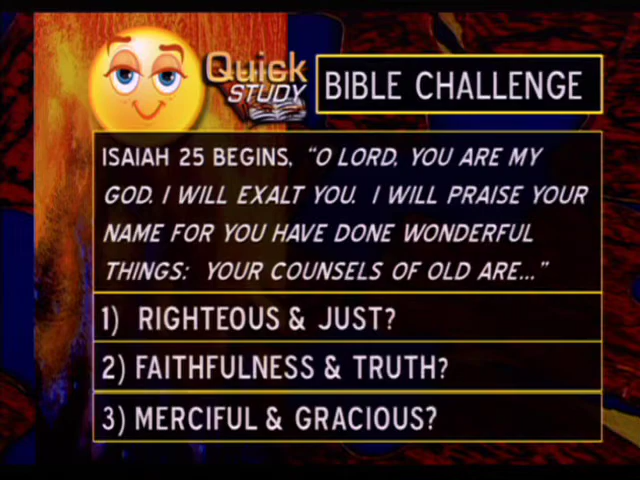 Quick
STUDY
BIBLE CHALLENGE
ISAIAH 25 BEGINS, "O LORD, YOU ARE MY
GOD. I WILL EXALT YOU. I WILL PRAISE YOUR
NAME FOR YOU HAVE DONE WONDERFUL
THINGS: YOUR COUNSELS OF OLD ARE..."
1) RIGHTEOUS & JUST?
2) FAITHFULNESS & TRUTH?
3) MERCIFUL & GRACIOUS?